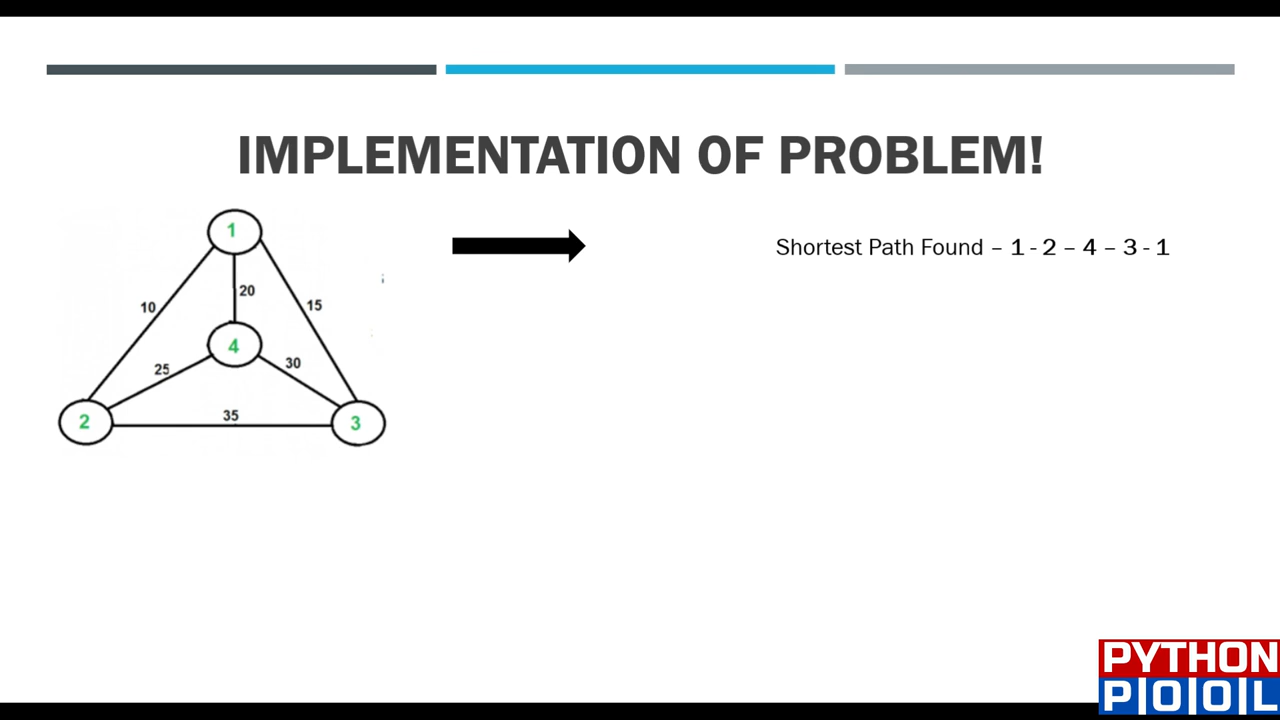 IMPLEMENTATION OF PROBLEM!
1
Shortest Path Found – 1 - 2 – 4 – 3 - 1
20
10
15
4
30
25
35
2
3
PYTHON
POOL